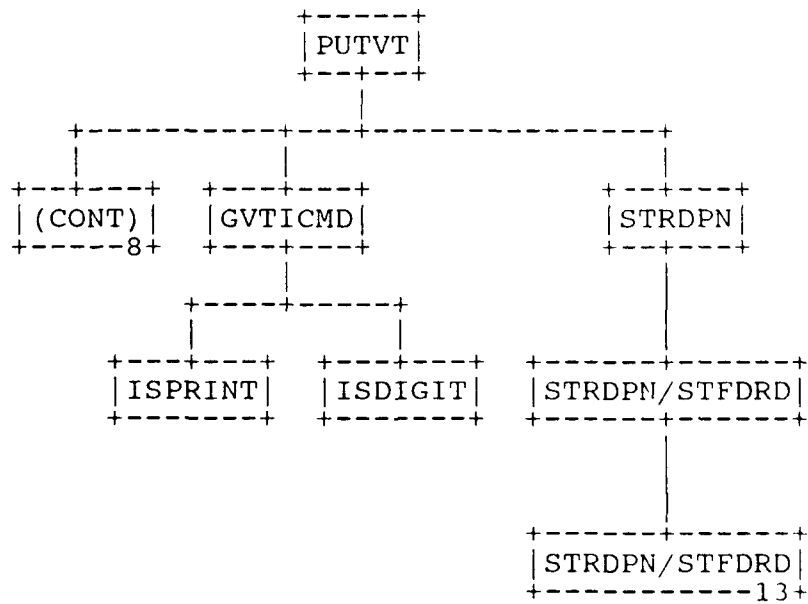 PUTVT
(CONT) GVTICMD STRDPN
8
ISPRINT ISDIGIT STRDPN/STFDRD
STRDPN/STFDRD
13